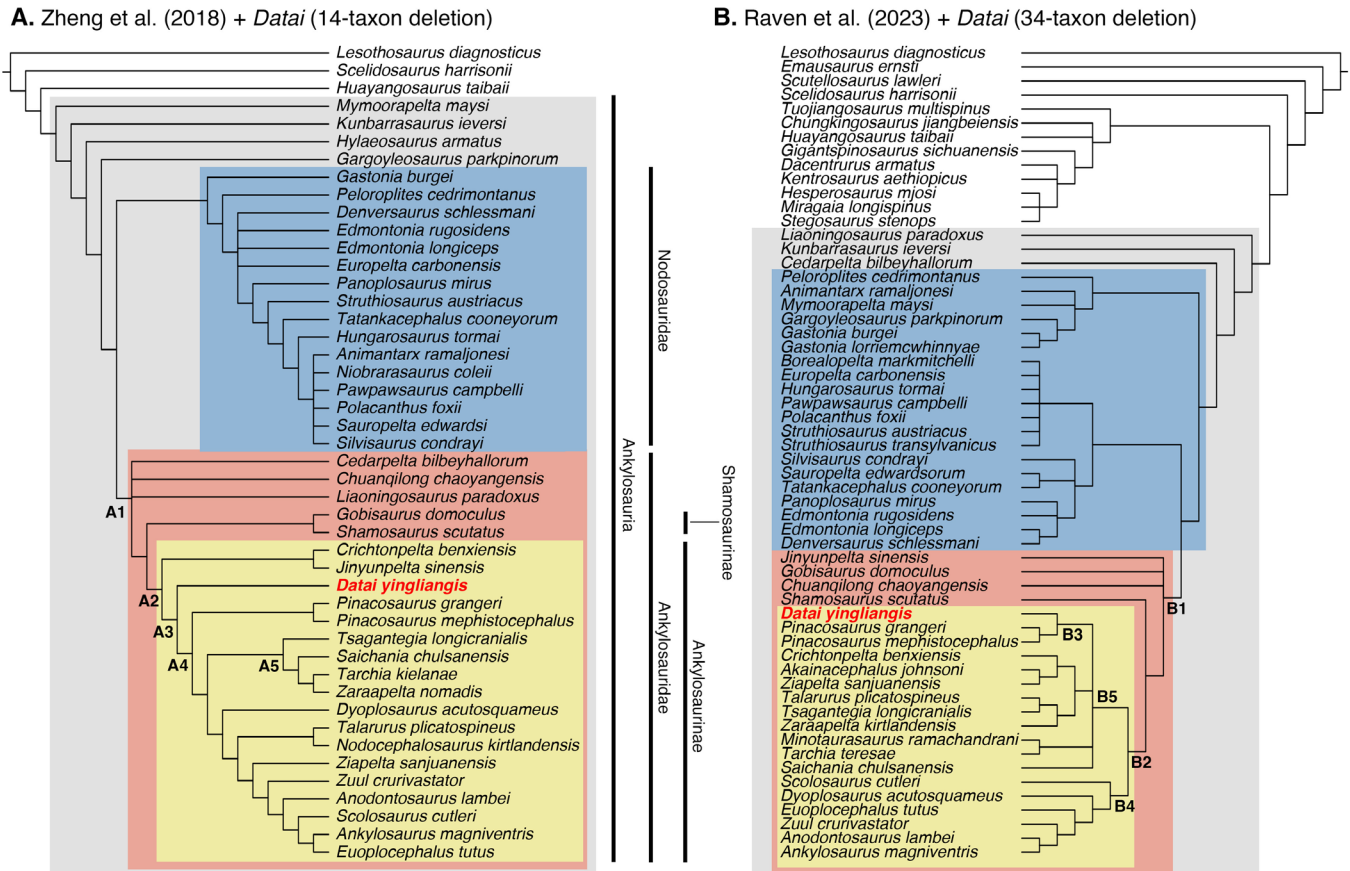 A. Zheng et al. (2018) + Datai (14-taxon deletion)
Lesothosaurus diagnosticus
Scelidosaurus harrisonii
Huayangosaurus taibaii
Mymoorapelta maysi
Kunbarrasaurus ieversi
Hylaeosaurus armatus
Gargoyleosaurus parkpinorum
Gastonia burgei
Peloroplites cedrimontanus
Denversaurus schlessmani
Edmontonia rugosidens
Edmontonia longiceps
Europelta carbonensis
Panoplosaurus mirus
Struthiosaurus austriacus
Tatankacephalus cooneyorum
Hungarosaurus tormai
Animantarx ramaljonesi
Niobrarasaurus coleii
Pawpawsaurus campbelli
Polacanthus foxii
Sauropelta edwardsi
Silvisaurus condrayi
Cedarpelta bilbeyhallorum
Chuanqilong chaoyangensis
Liaoningosaurus paradoxus
Gobisaurus domoculus
Shamosaurus scutatus
Crichtonpelta benxiensis
Jinyunpelta sinensis
Datai yingliangis
Pinacosaurus grangeri
Pinacosaurus mephistocephalus
Tsagantegia longicranialis
Saichania chulsanensis
Tarchia kielanae
Zaraapelta nomadis
Dyoplosaurus acutosquameus
Talarurus plicatospineus
Nodocephalosaurus kirtlandensis
Ziapelta sanjuanensis
Zuul crurivastator
Anodontosaurus lambei
Scolosaurus cutleri
Ankylosaurus magniventris
Euoplocephalus tutus
A1
A2
A3
A4
A5
Nodosauridae
Ankylosauria
Ankylosauridae
Shamosaurinae
Ankylosaurinae
B. Raven et al. (2023) + Datai (34-taxon deletion)
Lesothosaurus diagnosticus
Emausaurus ernsti
Scutellosaurus lawleri
Scelidosaurus harrisonii
Tuojiangosaurus multispinus
Chungkingosaurus jiangbeiensis
Huayangosaurus taibaii
Gigantspinosaurus sichuanensis
Dacentrurus armatus
Kentrosaurus aethiopicus
Hesperosaurus mjosi
Miragaia longispinus
Stegosaurus stenops
Liaoningosaurus paradoxus
Kunbarrasaurus ieversi
Cedarpelta bilbeyhallorum
Peloroplites cedrimontanus
Animantarx ramaljonesi
Mymoorapelta maysi
Gargoyleosaurus parkpinorum
Gastonia burgei
Gastonia lorriemcwhinnyae
Borealopelta markmitchelli
Europelta carbonensis
Hungarosaurus tormai
Pawpawsaurus campbelli
Polacanthus foxii
Struthiosaurus austriacus
Struthiosaurus transylvanicus
Silvisaurus condrayi
Sauropelta edwardsorum
Tatankacephalus cooneyorum
Panoplosaurus mirus
Edmontonia rugosidens
Edmontonia longiceps
Denversaurus schlessmani
Jinyunpelta sinensis
Gobisaurus domoculus
Chuanqilong chaoyangensis
Shamosaurus scutatus
Datai yingliangis
Pinacosaurus grangeri
Pinacosaurus mephistocephalus
Crichtonpelta benxiensis
Akainacephalus johnsoni
Ziapelta sanjuanensis
Talarurus plicatospineus
Tsagantegia longicranialis
Zaraapelta kirtlandensis
Minotaurasaurus ramachandrani
Tarchia teresae
Saichania chulsanensis
Scolosaurus cutleri
Dyoplosaurus acutosquameus
Euoplocephalus tutus
Zuul crurivastator
Anodontosaurus lambei
Ankylosaurus magniventris
B1
B3
B5
B2
B4